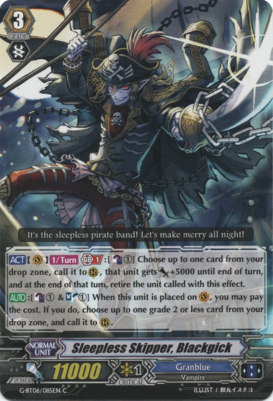 3
It's the sleepless pirate band! Let's make merry all night!
ACT [ ] 1/Turn [ 1] : Choose up to one card from your
drop zone, call it to , that unit gets +5000 until end of turn,
and at the end of that turn, retire the unit called with this effect.
AUTO : [ 1 & ] When this unit is placed on , you may pay
the cost. If you do, choose up to one grade 2 or less card from your
drop zone, and call it to .
NORMAL UNIT
Sleepless Skipper, Blackgick
11000
1
CRITICAL
Granblue
Vampire
G-BT06/085EN C